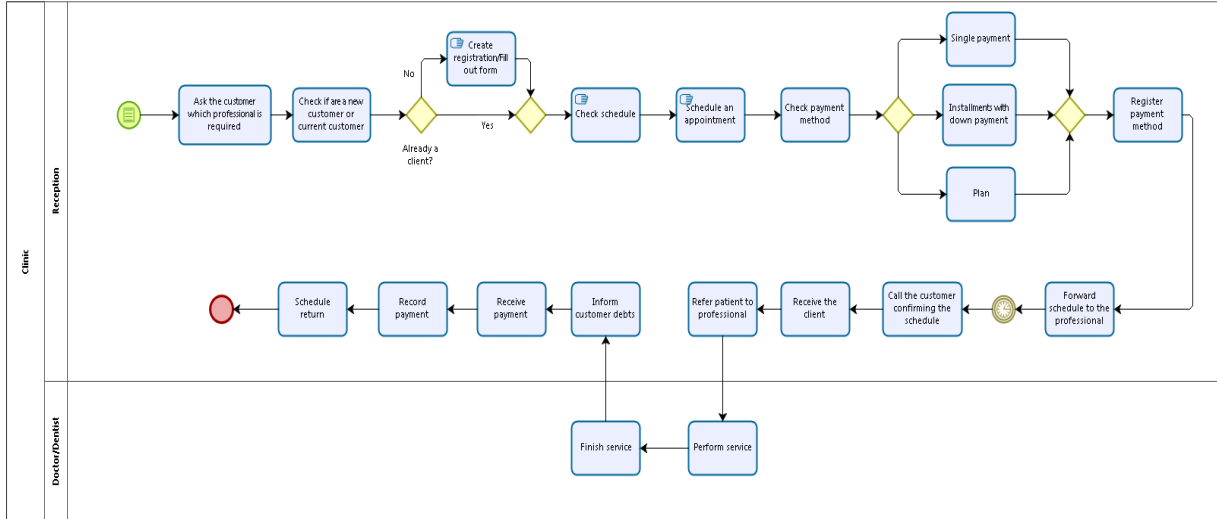 Clinic
Reception
Doctor/Dentist
Ask the customer
which professional is
required
Check if are a new
customer or
current customer
No
Yes
Already a
client?
Create
registration/Fill
out form
Check schedule
Schedule an
appointment
Check payment
method
Single payment
Installments with
down payment
Plan
Register
payment
method
Forward
schedule to the
professional
Call the customer
confirming the
schedule
Receive the
client
Refer patient to
professional
Perform service
Finish service
Inform
customer debts
Receive
payment
Record
payment
Schedule
return